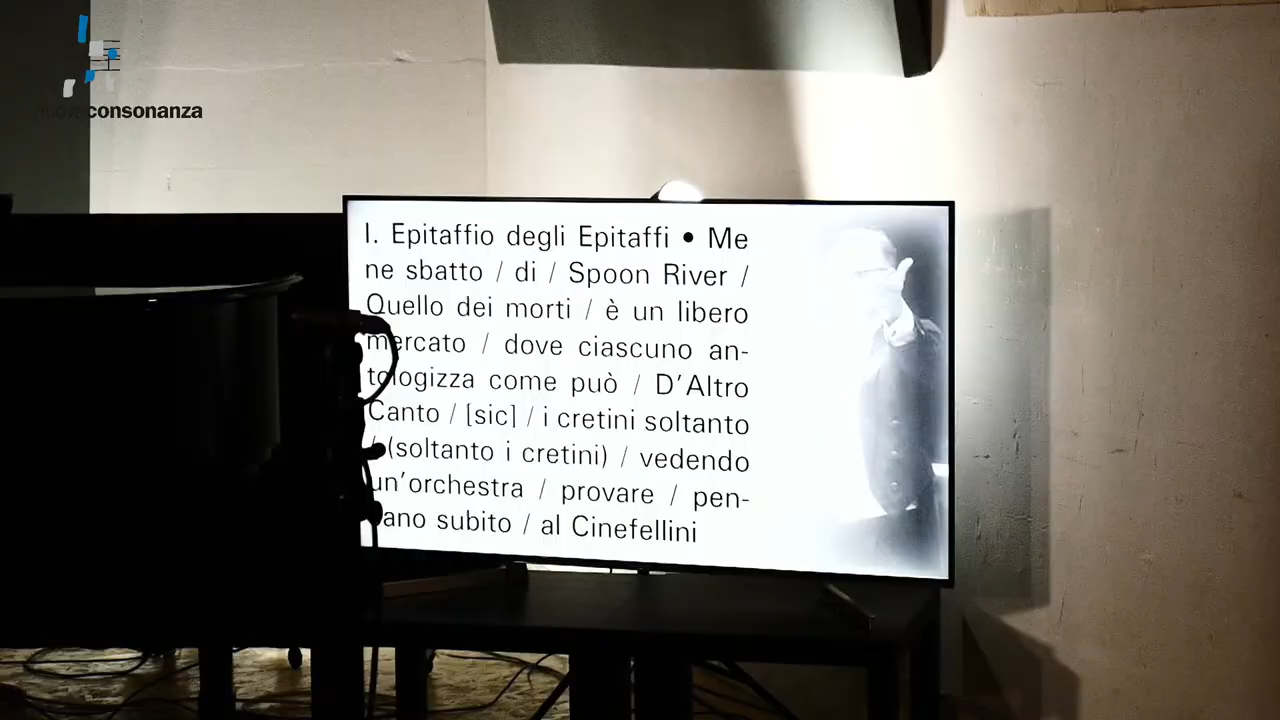 nuovaconsonanza
I. Epitaffio degli Epitaffi • Me
ne sbatto / di / Spoon River /
Quello dei morti / è un libero
mercato / dove ciascuno an-
tologizza come può / D'Altro
Canto / [sic] / i cretini soltanto
/ (soltanto i cretini) / vedendo
un'orchestra / provare / pen-
sano subito / al Cinefellini